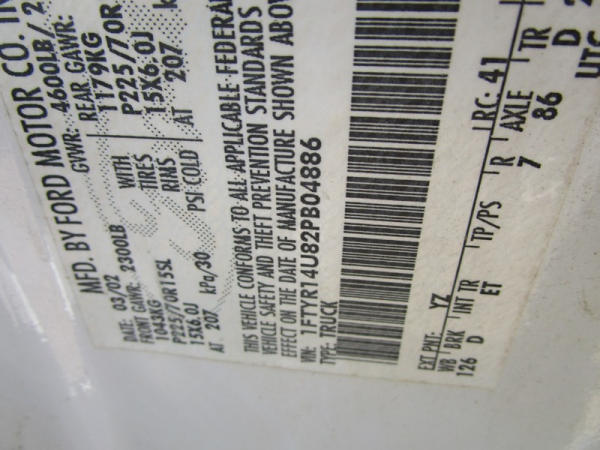 MFD. BY FORD MOTOR CO. IN
DATE: 03/02 GVWR: 4600LB/2
FRONT GAWR: 2300LB REAR GAWR:
1043KG WITH 1179KG
P225/70R15SL TIRES P225/70R
15X6.0J RIMS 15X6.0J
AT 207 kPa/30 PSI COLD AT 207 k
THIS VEHICLE CONFORMS TO ALL APPLICABLE FEDERA
VEHICLE SAFETY AND THEFT PREVENTION STANDARDS
EFFECT ON THE DATE OF MANUFACTURE SHOWN ABOV
VIN: 1FTYR14U82PB04886
TYPE: TRUCK
EXT PNT: YZ RC: 41
WB BRK INT TR TP/PS R AXLE TR
126 D ET 7 86 D
UTC